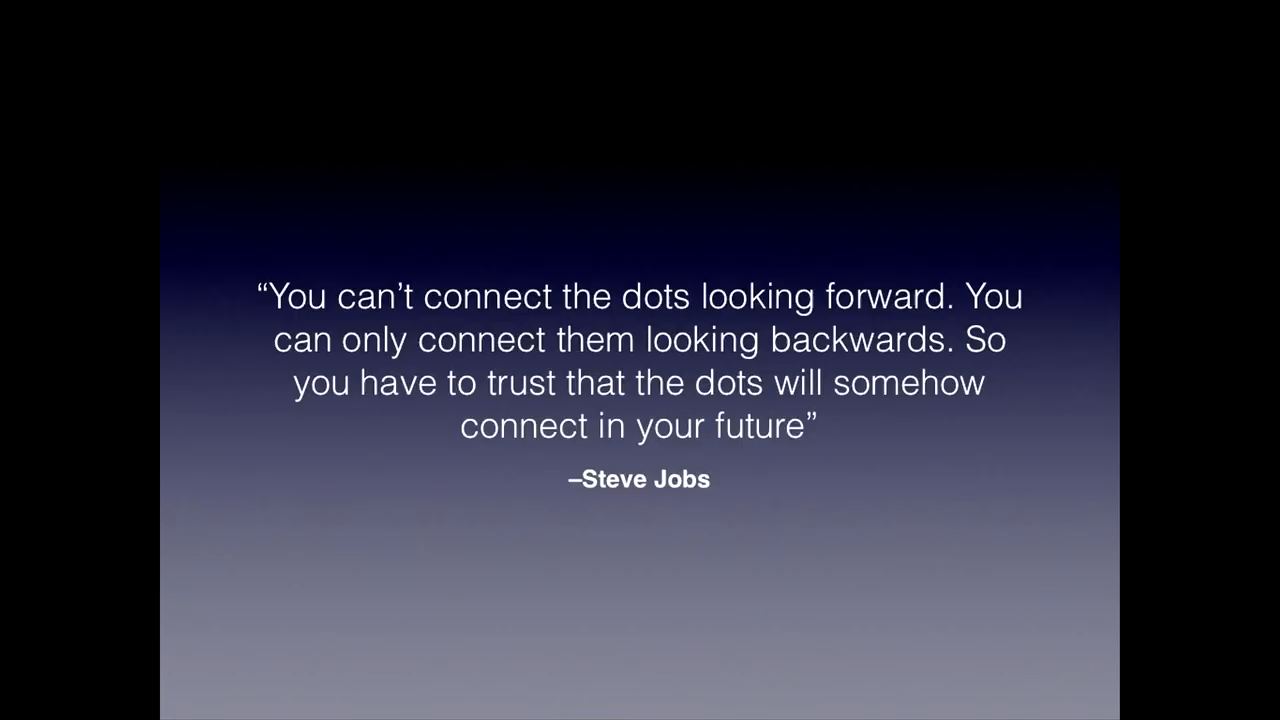 “You can’t connect the dots looking forward. You
can only connect them looking backwards. So
you have to trust that the dots will somehow
connect in your future”
–Steve Jobs